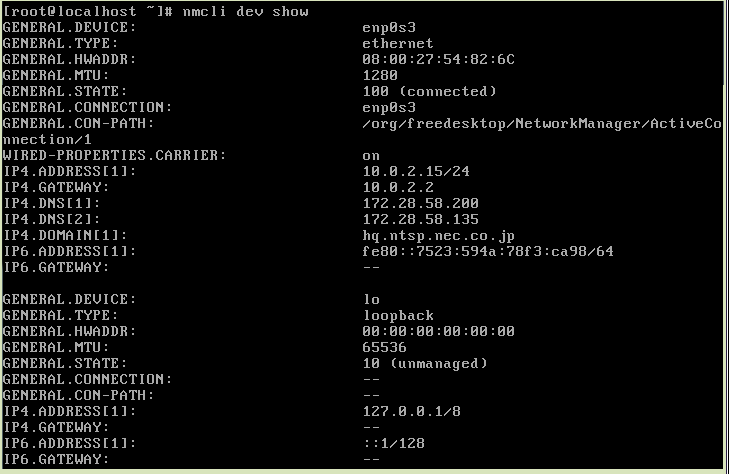 [root@localhost ~]# nmcli dev show
GENERAL.DEVICE: enp0s3
GENERAL.TYPE: ethernet
GENERAL.HWADDR: 08:00:27:54:82:6C
GENERAL.MTU: 1280
GENERAL.STATE: 100 (connected)
GENERAL.CONNECTION: enp0s3
GENERAL.CON-PATH: /org/freedesktop/NetworkManager/ActiveCo
nnection/1
WIRED-PROPERTIES.CARRIER: on
IP4.ADDRESS[1]: 10.0.2.15/24
IP4.GATEWAY: 10.0.2.2
IP4.DNS[1]: 172.28.58.200
IP4.DNS[2]: 172.28.58.135
IP4.DOMAIN[1]: hq.ntsp.nec.co.jp
IP6.ADDRESS[1]: fe80::7523:594a:78f3:ca98/64
IP6.GATEWAY: --
GENERAL.DEVICE: lo
GENERAL.TYPE: loopback
GENERAL.HWADDR: 00:00:00:00:00:00
GENERAL.MTU: 65536
GENERAL.STATE: 10 (unmanaged)
GENERAL.CONNECTION: --
GENERAL.CON-PATH: --
IP4.ADDRESS[1]: 127.0.0.1/8
IP4.GATEWAY: --
IP6.ADDRESS[1]: ::1/128
IP6.GATEWAY: --